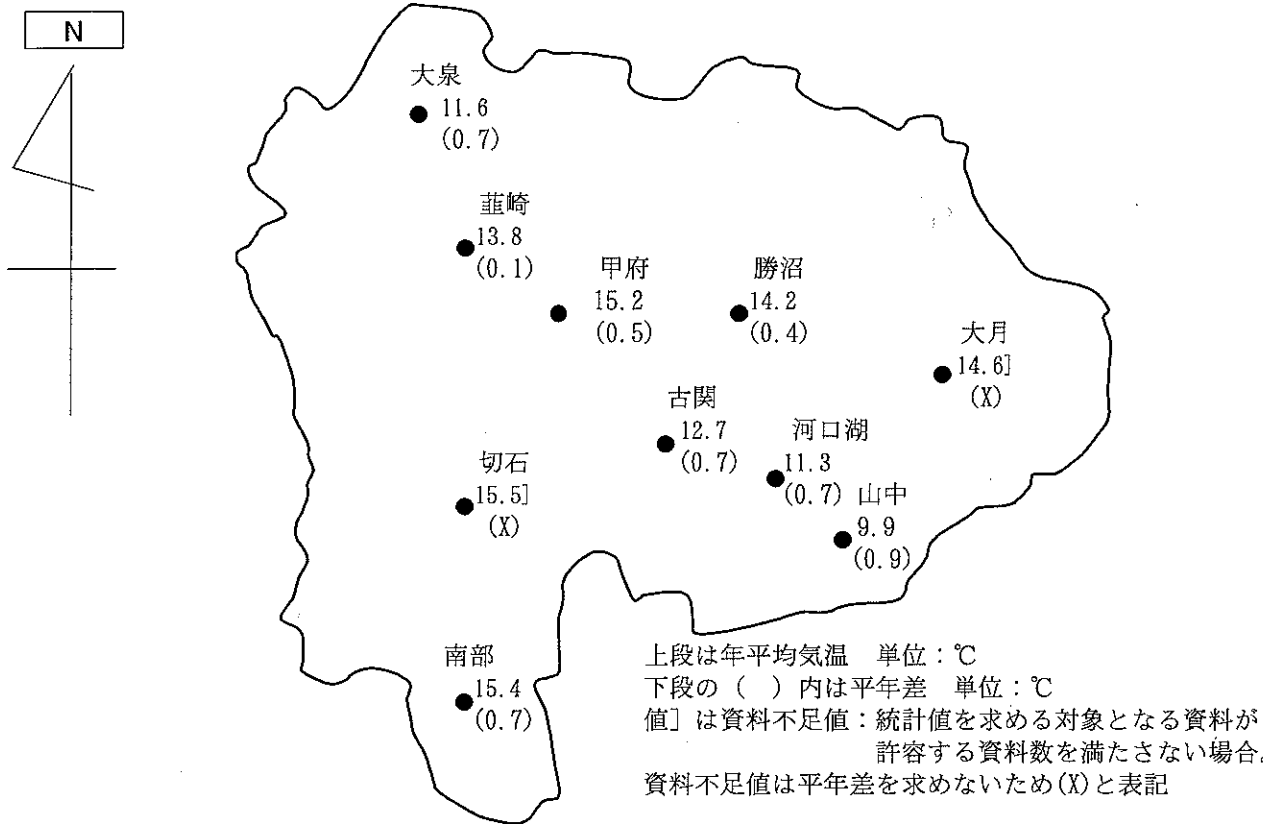 N
大泉
11.6
(0.7)
韮崎
13.8
(0.1)
甲府
15.2
(0.5)
勝沼
14.2
(0.4)
大月
14.6]
(X)
古関
12.7
(0.7)
河口湖
11.3
(0.7)
山中
9.9
(0.9)
切石
15.5]
(X)
南部
15.4
(0.7)
上段は年平均気温 単位：℃
下段の（ ）内は平年差 単位：℃
値］は資料不足値：統計値を求める対象となる資料が
許容する資料数を満たさない場合。
資料不足値は平年差を求めないため(X)と表記